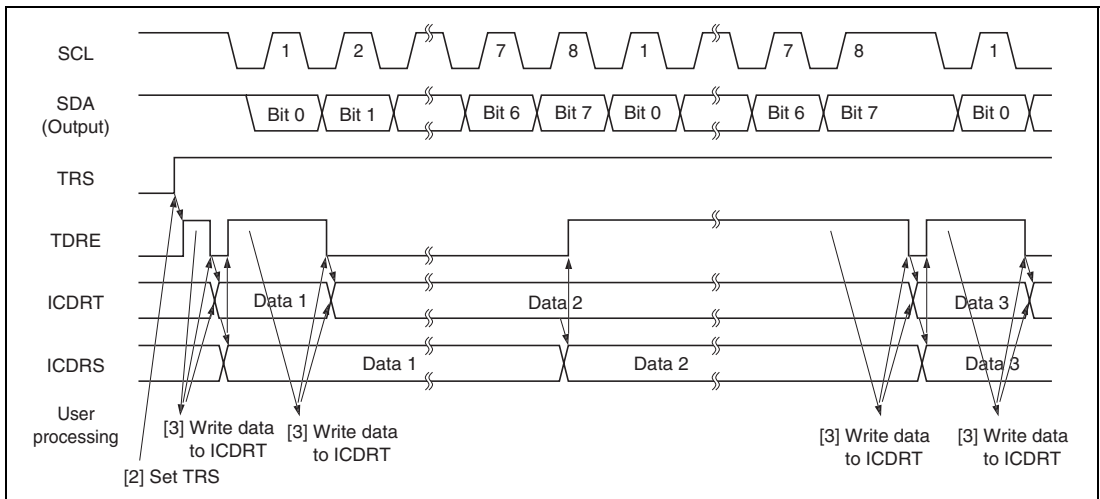 SCL 1 2 7 8 1 7 8 1
SDA
(Output)
Bit 0 Bit 1 Bit 6 Bit 7 Bit 0 Bit 6 Bit 7 Bit 0
TRS
TDRE
ICDRT Data 1 Data 2 Data 3
ICDRS Data 1 Data 2 Data 3
User
processing
[3] Write data
to ICDRT
[3] Write data
to ICDRT
[3] Write data
to ICDRT
[3] Write data
to ICDRT
[2] Set TRS